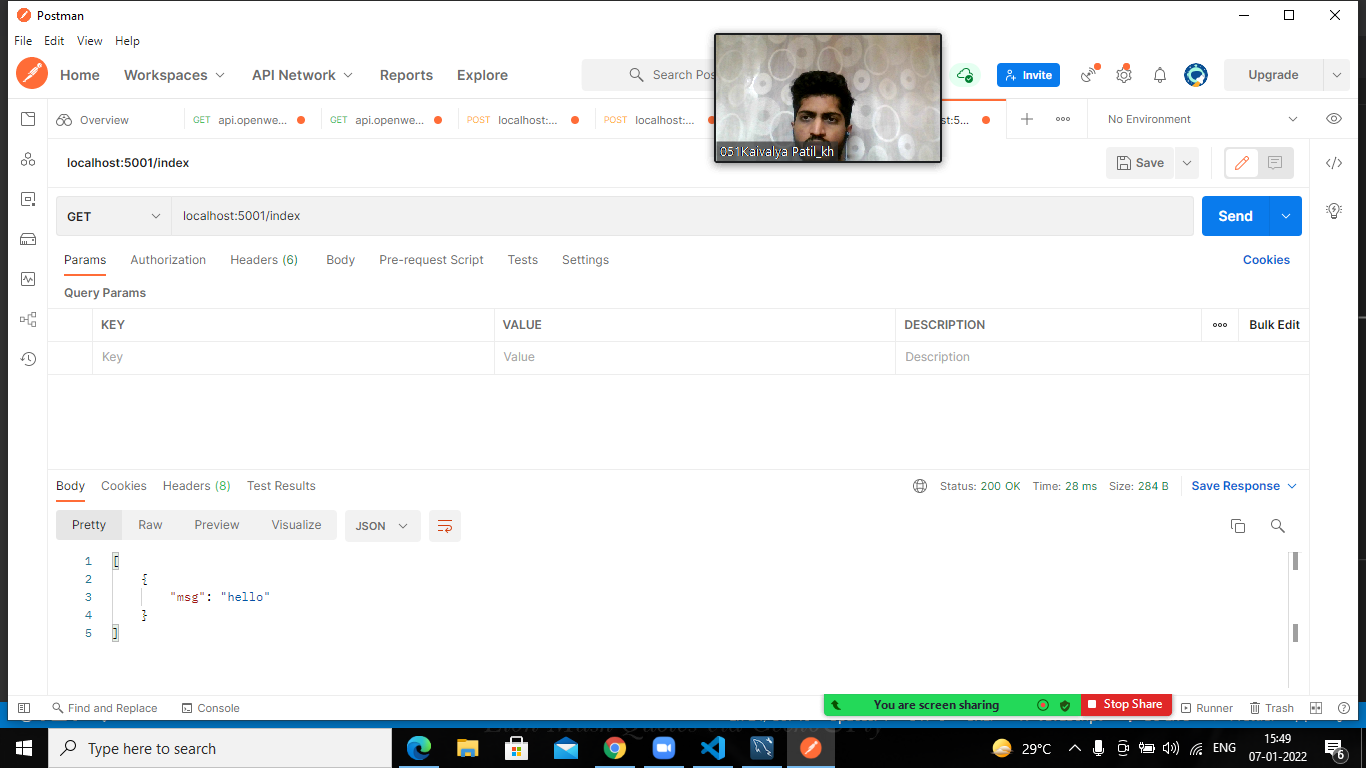 Postman
File Edit View Help
Home Workspaces API Network Reports Explore Search Pos Invite Upgrade
Overview GET api.openwe... GET api.openwe... POST localhost:... POST localhost:... st:5... No Environment
051Kaivalya Patil_kh
localhost:5001/index Save
GET localhost:5001/index Send
Params Authorization Headers (6) Body Pre-request Script Tests Settings Cookies
Query Params
KEY VALUE DESCRIPTION Bulk Edit
Key Value Description
Body Cookies Headers (8) Test Results Status: 200 OK Time: 28 ms Size: 284 B Save Response
Pretty Raw Preview Visualize JSON
1 [
2 {
3 "msg": "hello"
4 }
5 ]
Find and Replace Console You are screen sharing Stop Share Runner Trash
Type here to search 29°C ENG 15:49
07-01-2022 6